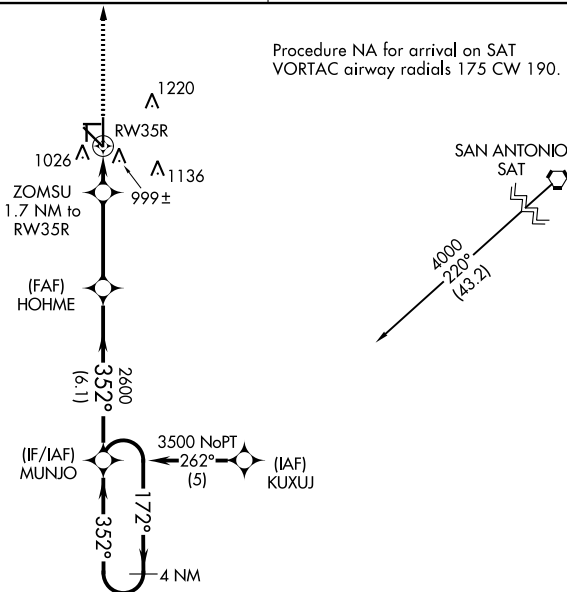 Procedure NA for arrival on SAT
VORTAC airway radials 175 CW 190.
1220
RW35R
1026
1136
999±
SAN ANTONIO
SAT
ZOMSU
1.7 NM to
RW35R
4000
220°
(43.2)
(FAF)
HOHME
2600
352°
(6.1)
(IF/IAF)
MUNJO
3500 NoPT
262°
(5)
(IAF)
KUXUJ
172°
352°
4 NM